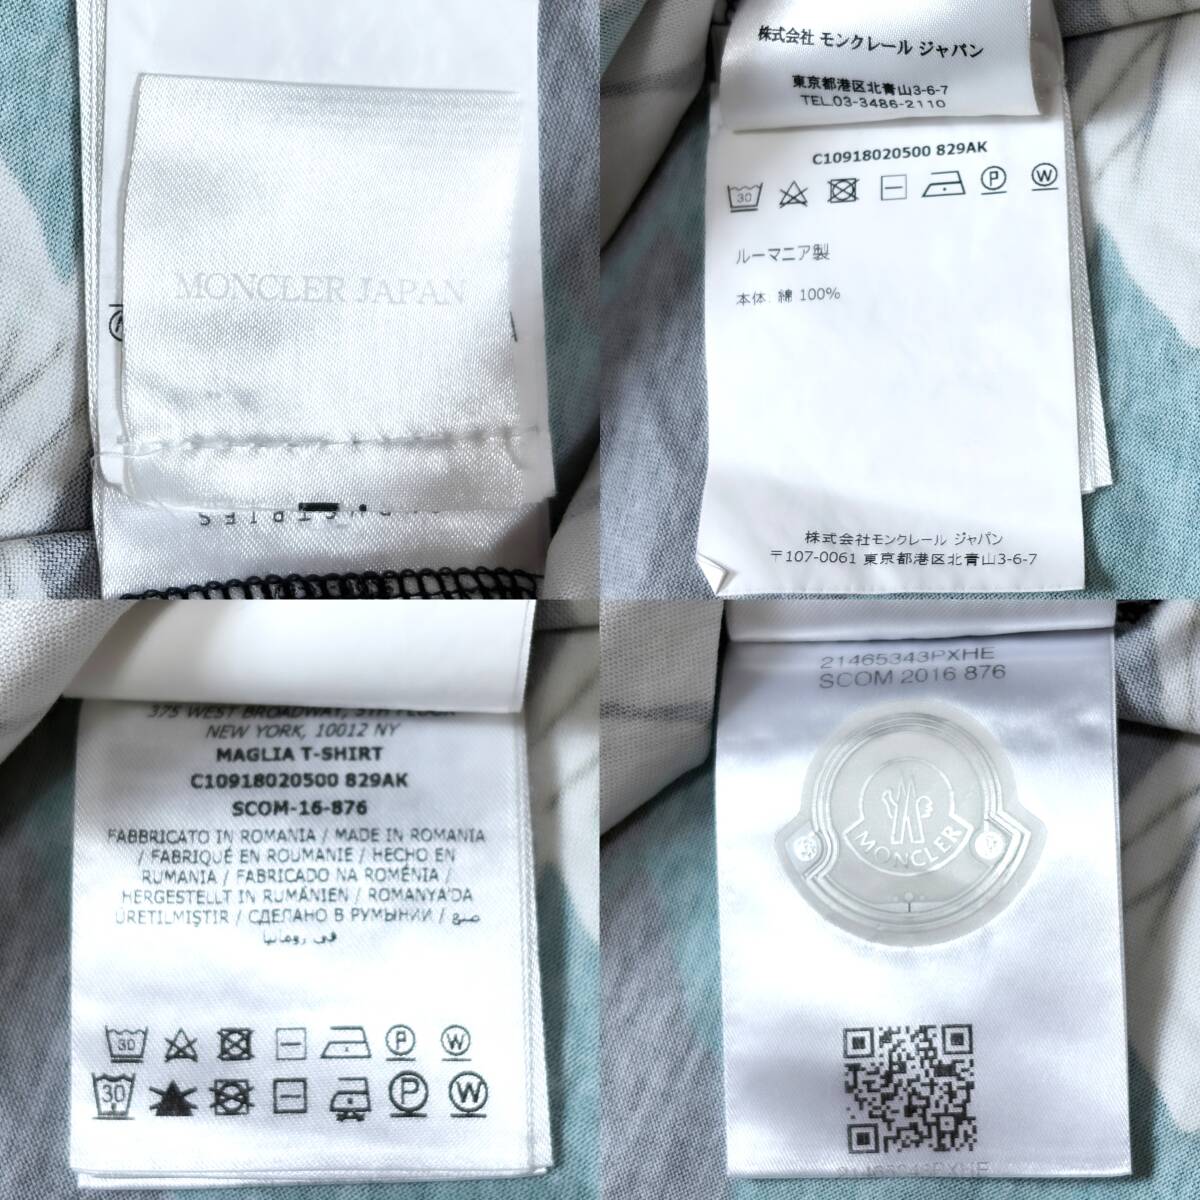 MONCLER JAPAN
株式会社 モンクレール ジャパン
東京都港区北青山3-6-7
TEL.03-3486-2110
C10918020500 829AK
30 P W
ルーマニア製
本体: 綿 100%
株式会社モンクレール ジャパン
〒107-0061 東京都港区北青山3-6-7
375 WEST BROADWAY, 5TH FLOOR
NEW YORK, 10012 NY
MAGLIA T-SHIRT
C10918020500 829AK
SCOM-16-876
FABBRICATO IN ROMANIA / MADE IN ROMANIA
/ FABRIQUÉ EN ROUMANIE / HECHO EN
RUMANIA / FABRICADO NA ROMÉNIA /
HERGESTELLT IN RUMÄNIEN / ROMANYA'DA
ÜRETILMIŞTIR / СДЕЛАНО В РУМЫНИИ / صنع
في رومانيا
30 P W
30 P W
21465343PXHE
SCOM 2016 876
MONCLER
21465343PXHE